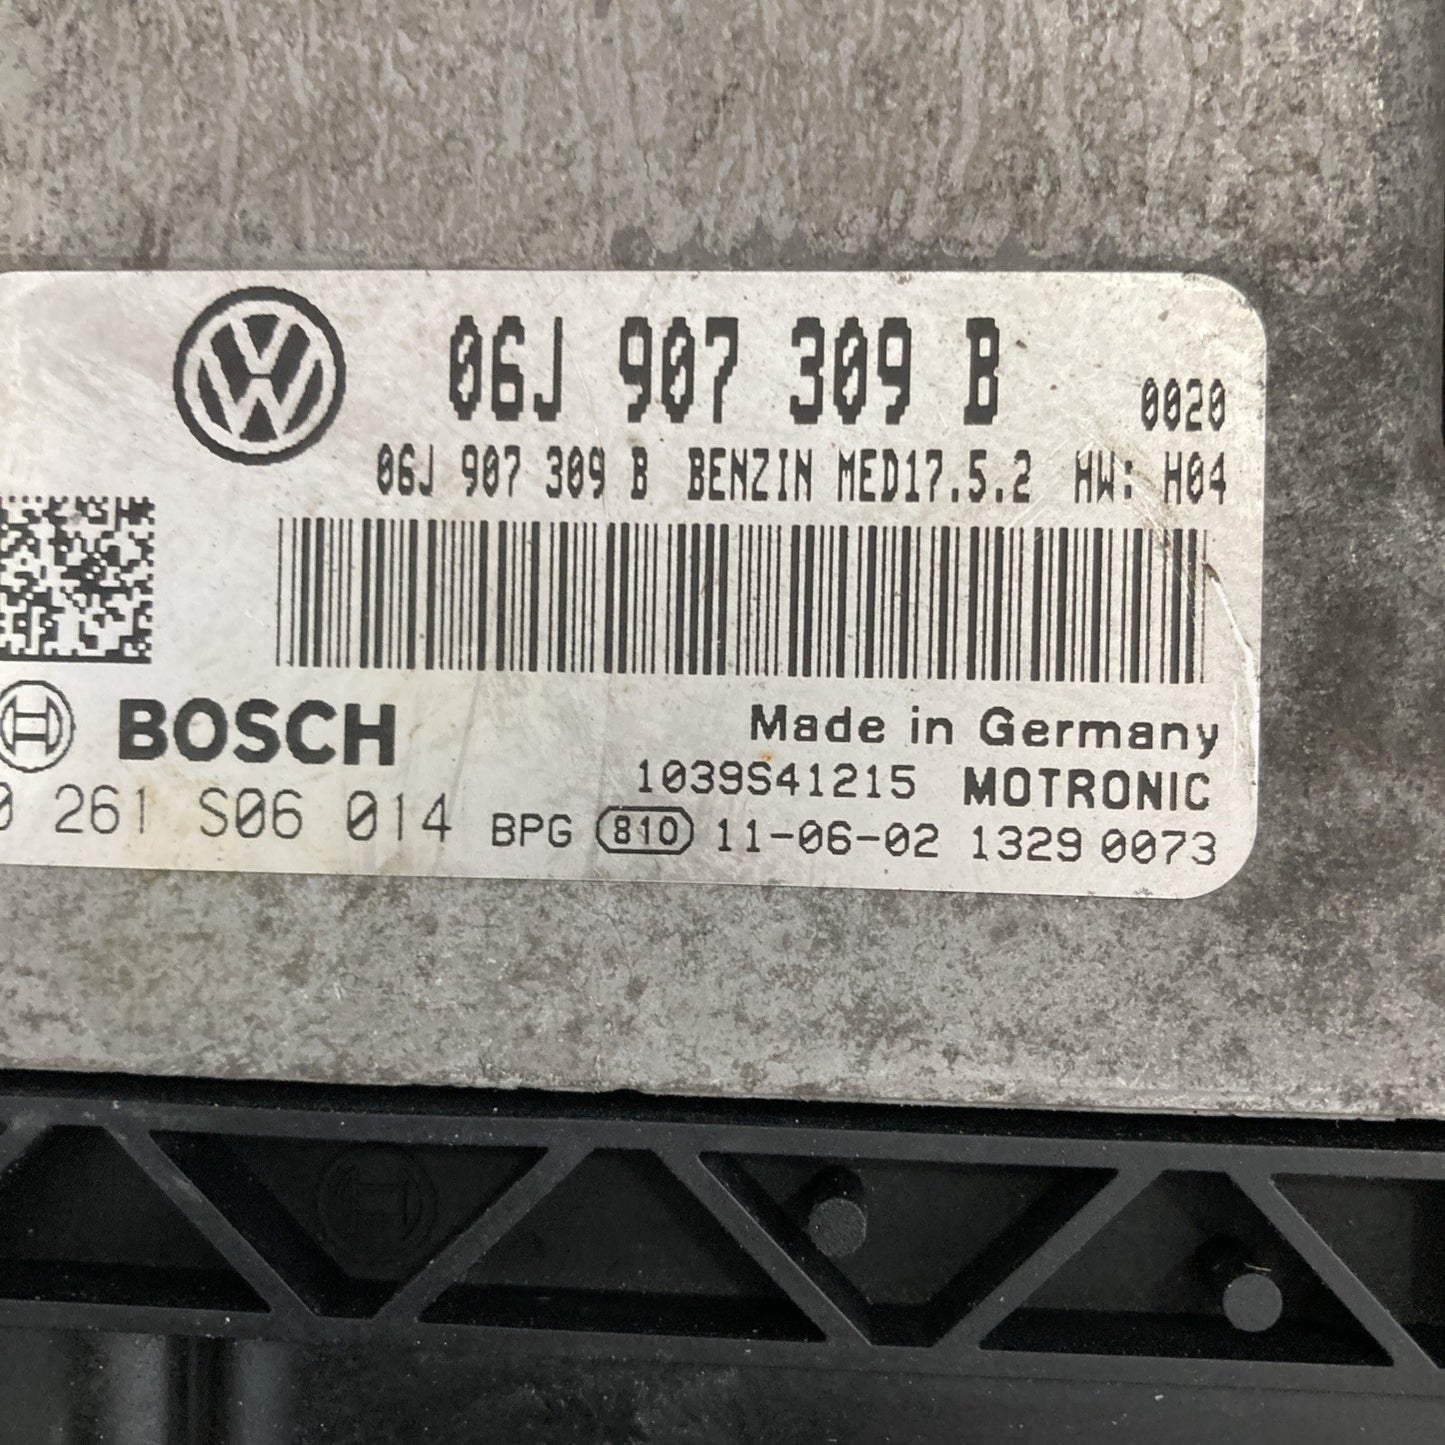 06J 907 309 B 0020
06J 907 309 B BENZIN MED17.5.2 HW: H04
BOSCH Made in Germany
1039S41215 MOTRONIC
0 261 S06 014 BPG 810 11-06-02 1329 0073